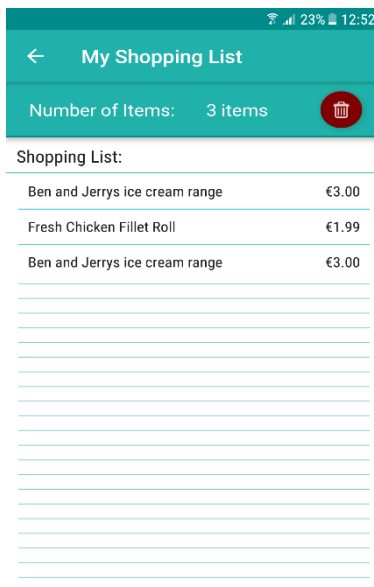 23% 12:52
My Shopping List
Number of Items: 3 items
Shopping List:
Ben and Jerrys ice cream range €3.00
Fresh Chicken Fillet Roll €1.99
Ben and Jerrys ice cream range €3.00